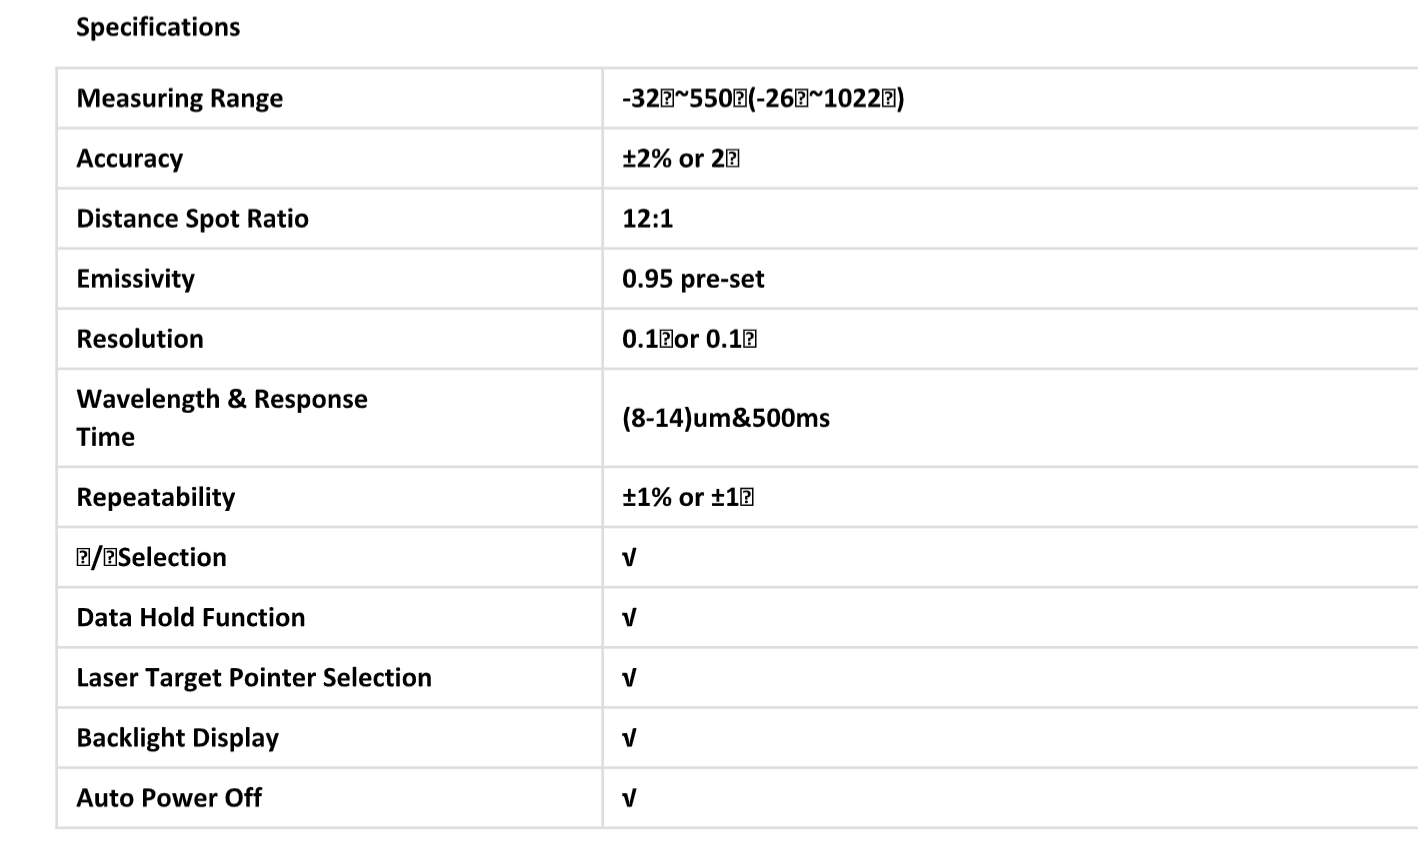 Specifications
Measuring Range
-32⍰~550⍰(-26⍰~1022⍰)
Accuracy
±2% or 2⍰
Distance Spot Ratio
12:1
Emissivity
0.95 pre-set
Resolution
0.1⍰or 0.1⍰
Wavelength & Response
Time
(8-14)um&500ms
Repeatability
±1% or ±1⍰
⍰/⍰Selection
√
Data Hold Function
√
Laser Target Pointer Selection
√
Backlight Display
√
Auto Power Off
√